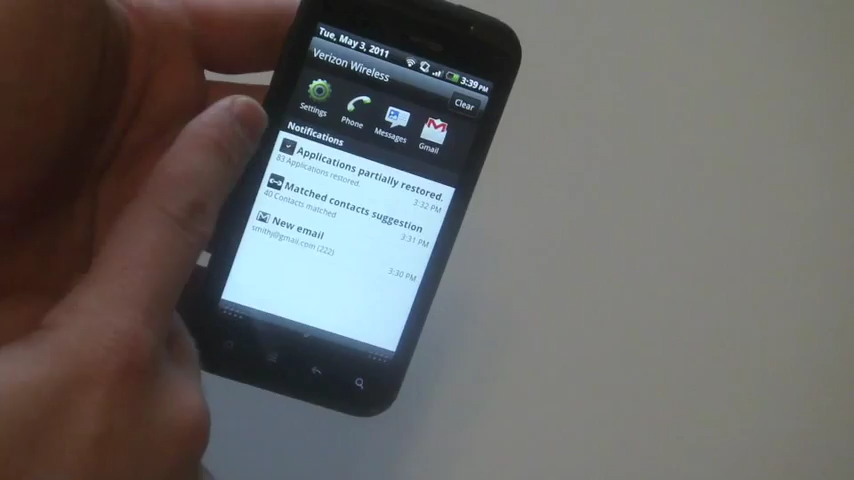 Tue, May 3, 2011
3:39 PM
Verizon Wireless
Clear
Settings
Phone
Messages
Gmail
Notifications
Applications partially restored.
83 Applications restored.
3:32 PM
Matched contacts suggestion
40 Contacts matched
3:31 PM
New email
smithj@gmail.com (222)
3:30 PM